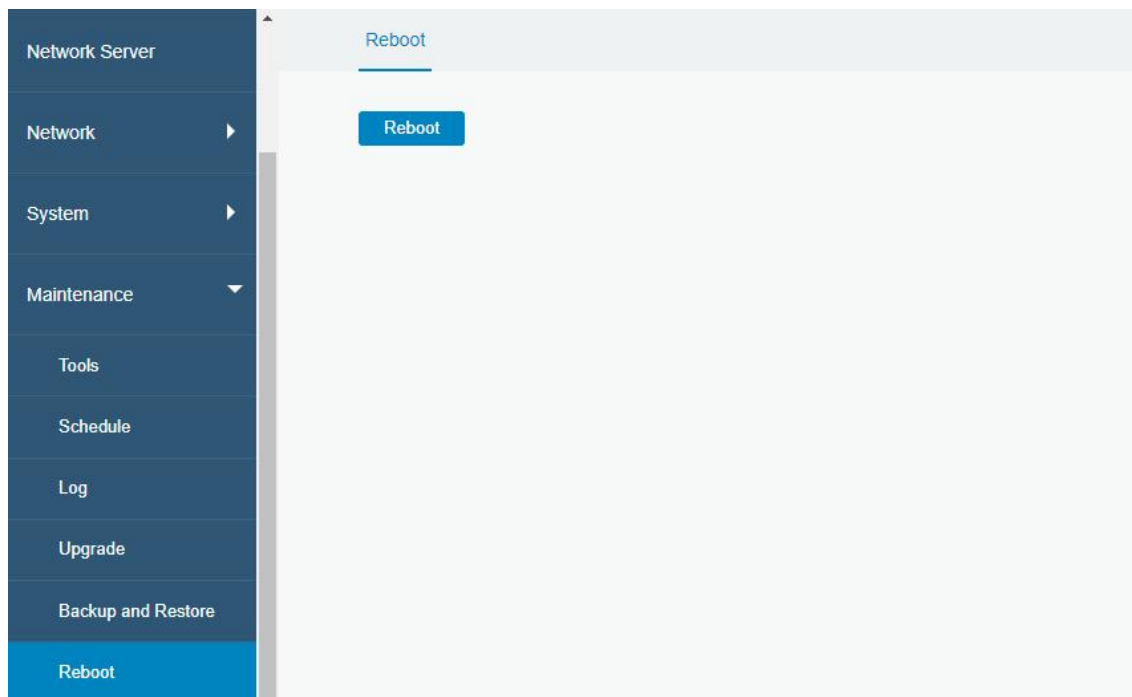 Network Server
Network
System
Maintenance
Tools
Schedule
Log
Upgrade
Backup and Restore
Reboot
Reboot
Reboot